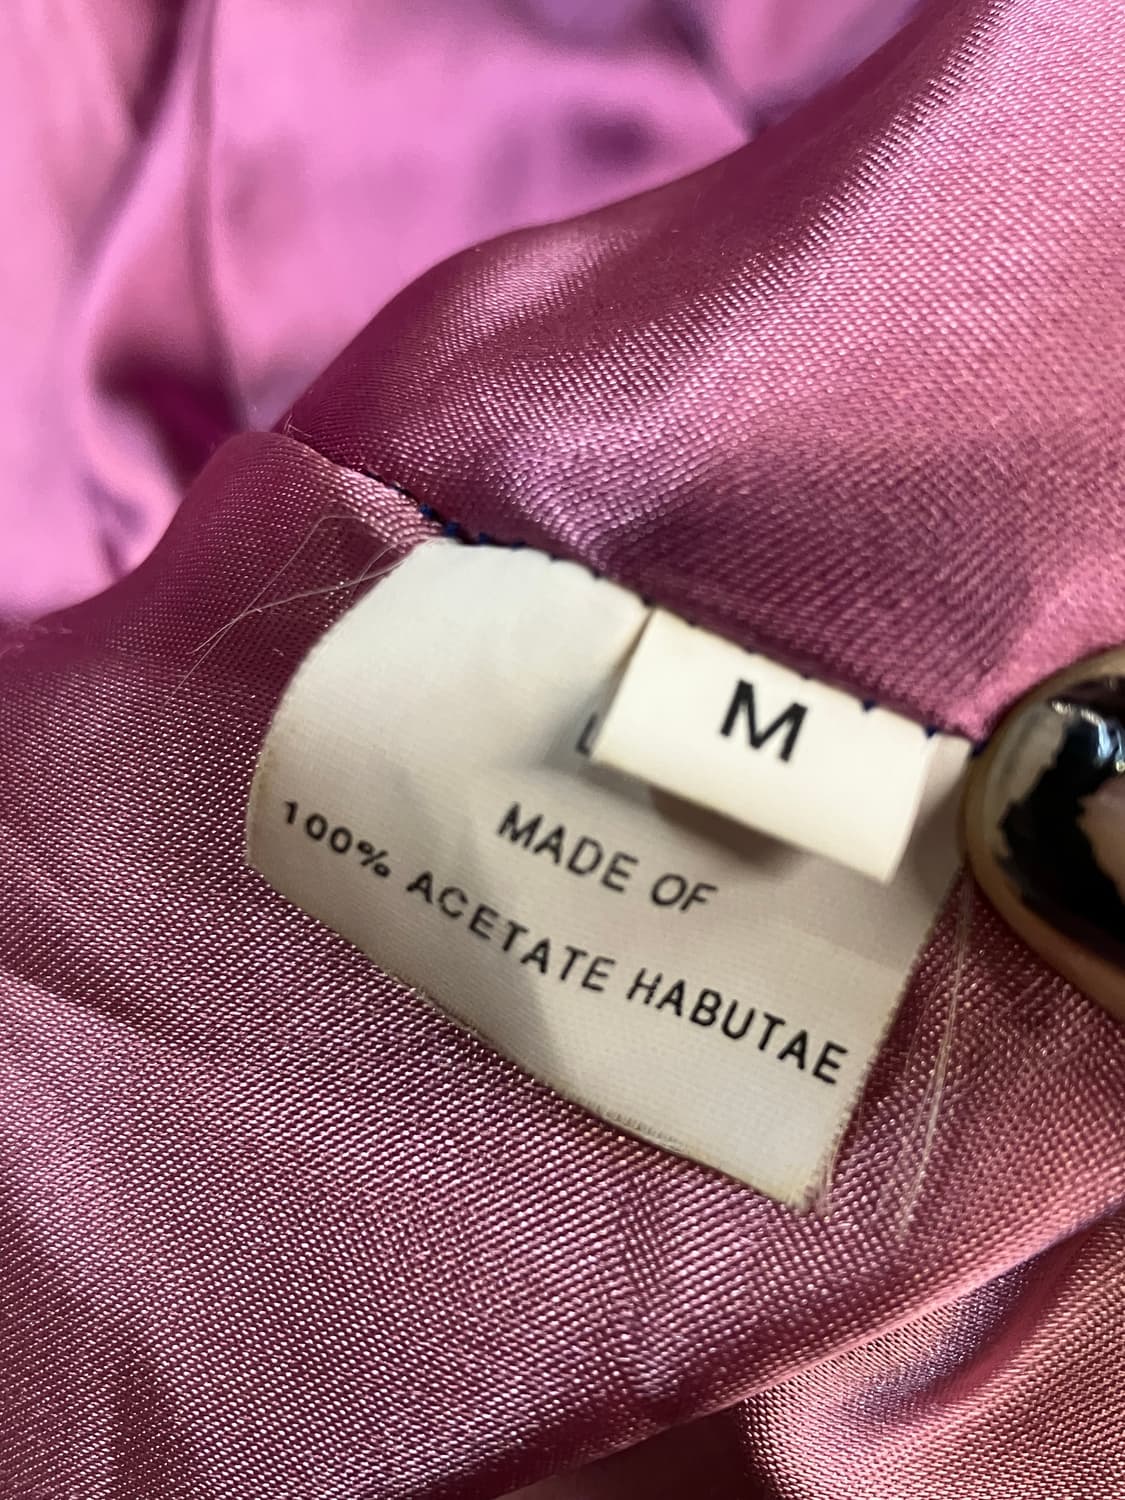 M
MADE OF
100% ACETATE HABUTAE